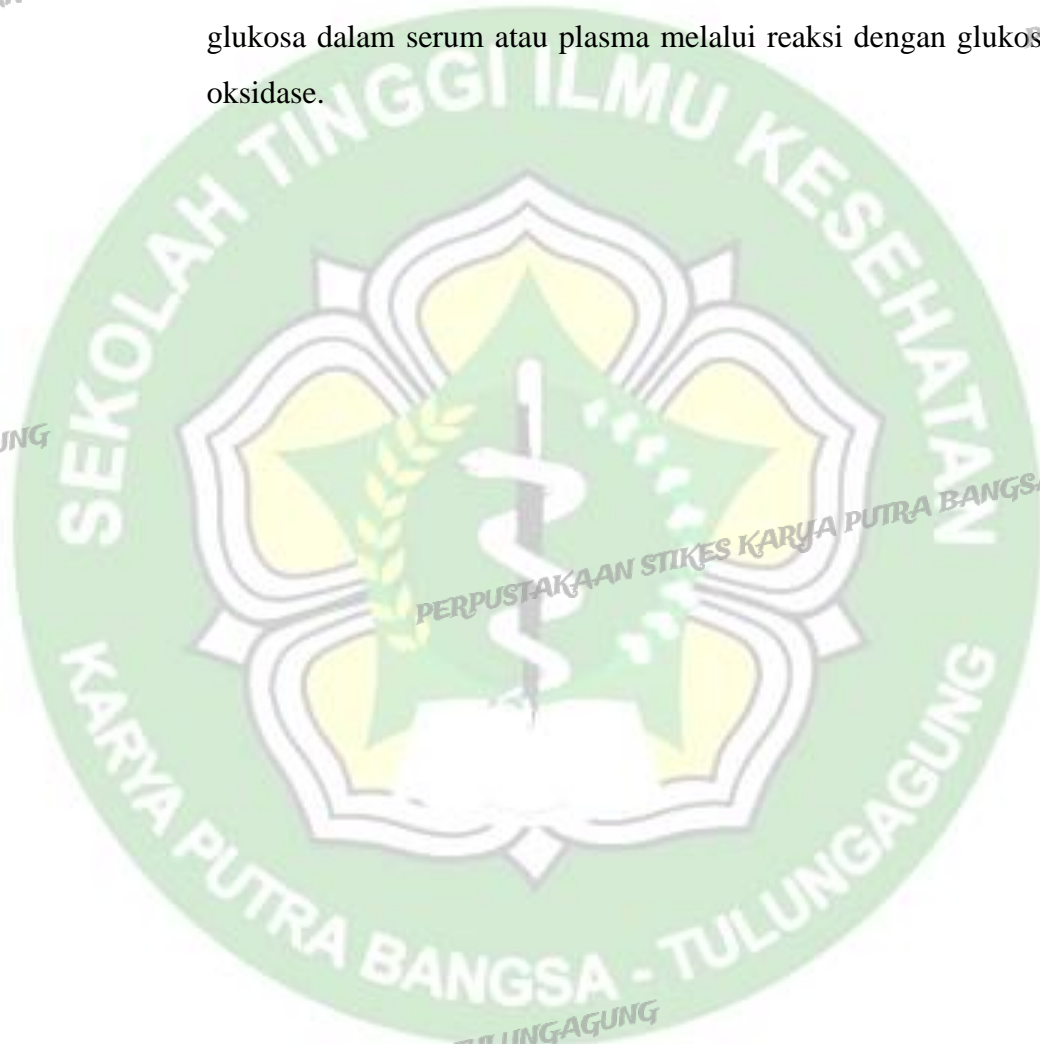 glukosa dalam serum atau plasma melalui reaksi dengan glukos
oksidase.
SEKOLAH TINGGI ILMU KESEHATAN
UNG
PERPUSTAKAAN STIKES KARYA PUTRA BANGSA
KARYA PUTRA BANGSA - TULUNGAGUNG
TULUNGAGUNG